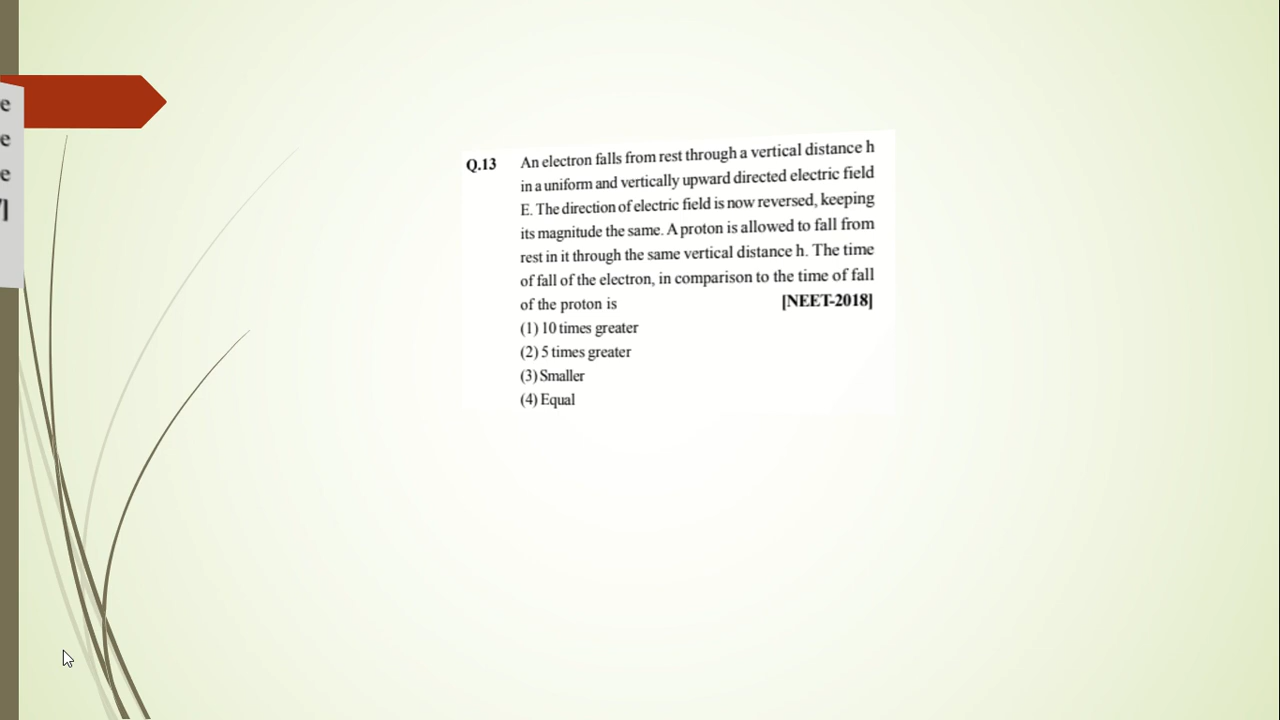 e
e
e
Q.13 An electron falls from rest through a vertical distance h
in a uniform and vertically upward directed electric field
E. The direction of electric field is now reversed, keeping
its magnitude the same. A proton is allowed to fall from
rest in it through the same vertical distance h. The time
of fall of the electron, in comparison to the time of fall
of the proton is [NEET-2018]
(1) 10 times greater
(2) 5 times greater
(3) Smaller
(4) Equal